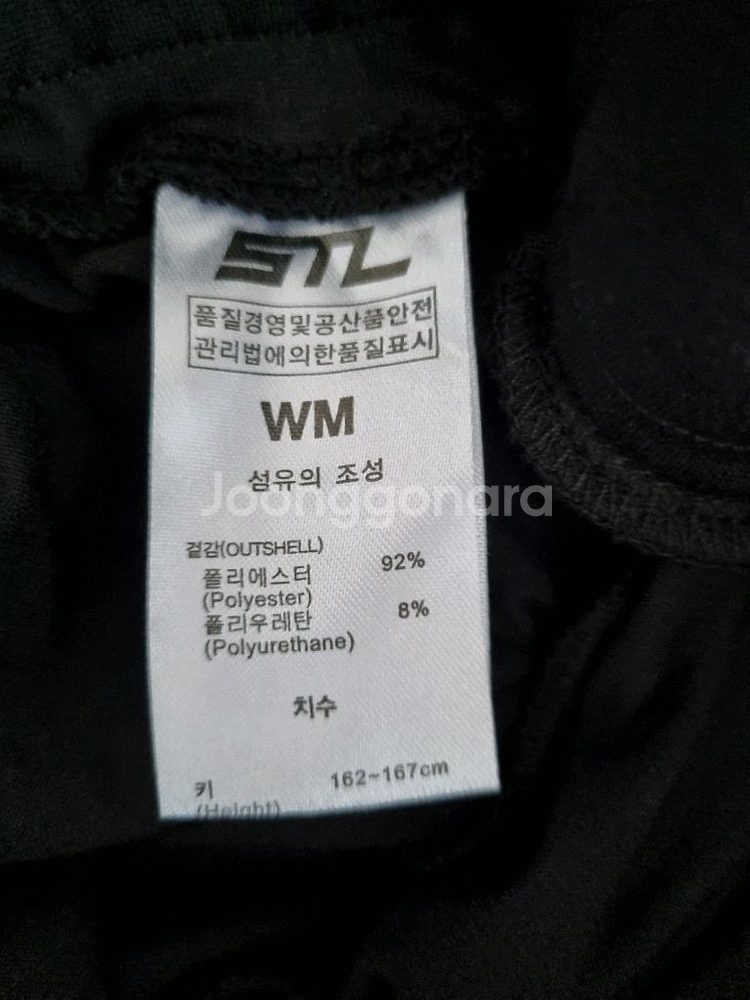 STL
품질경영및공산품안전
관리법에의한품질표시
WM
섬유의 조성
Joonggonara
겉감(OUTSHELL)
폴리에스터 92%
(Polyester)
폴리우레탄 8%
(Polyurethane)
치수
키 162~167cm
(Height)